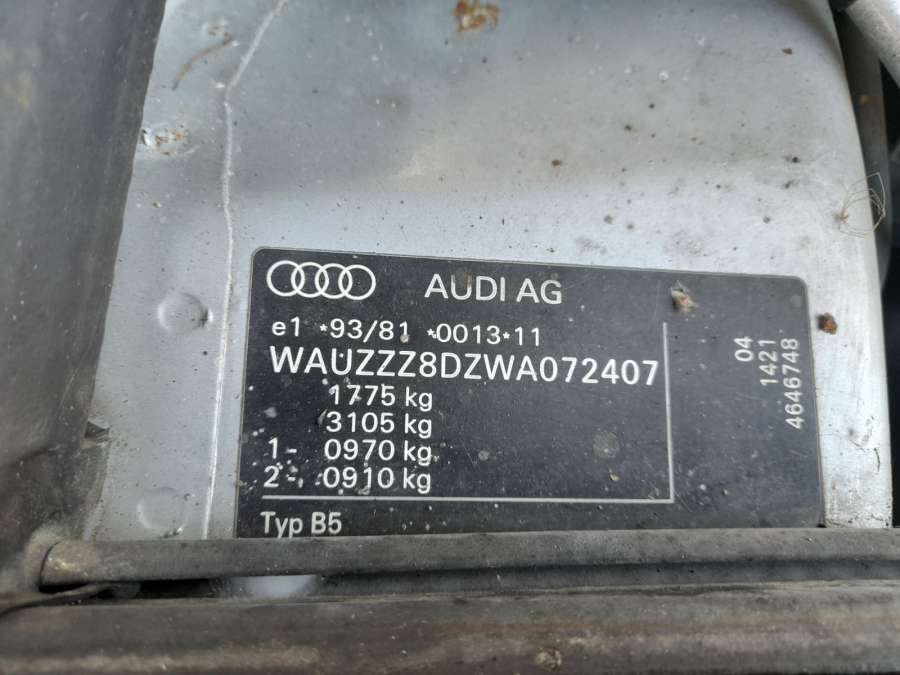 AUDI AG
e1 *93/81 *0013*11
WAUZZZ8DZWA072407
1775 kg
3105 kg
1- 0970 kg
2- 0910 kg
Typ B5
04
1421
4646748